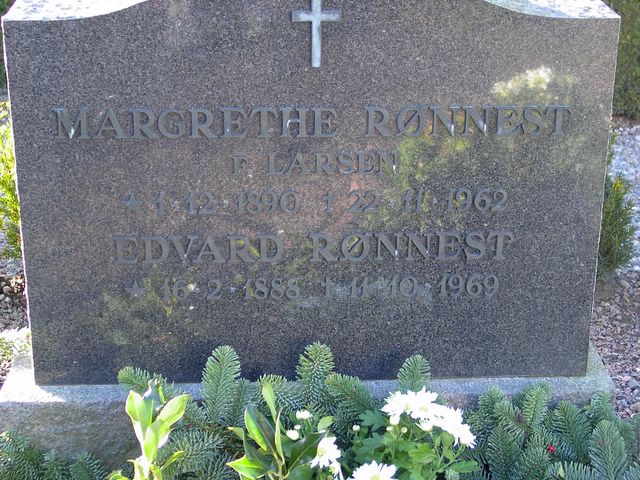 MARGRETHE RØNNEST
F. LARSEN
★ 1.12.1890 † 22.11.1962
EDVARD RØNNEST
★ 16.2.1888 † 11.10.1969